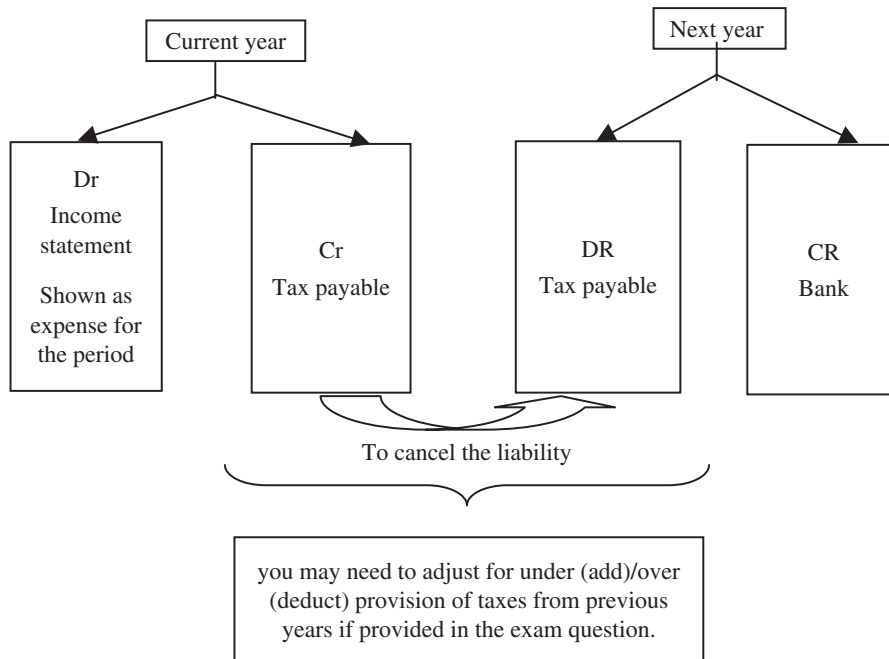 Current year
Next year
Dr
Income
statement
Shown as
expense for
the period
Cr
Tax payable
DR
Tax payable
CR
Bank
To cancel the liability
you may need to adjust for under (add)/over
(deduct) provision of taxes from previous
years if provided in the exam question.